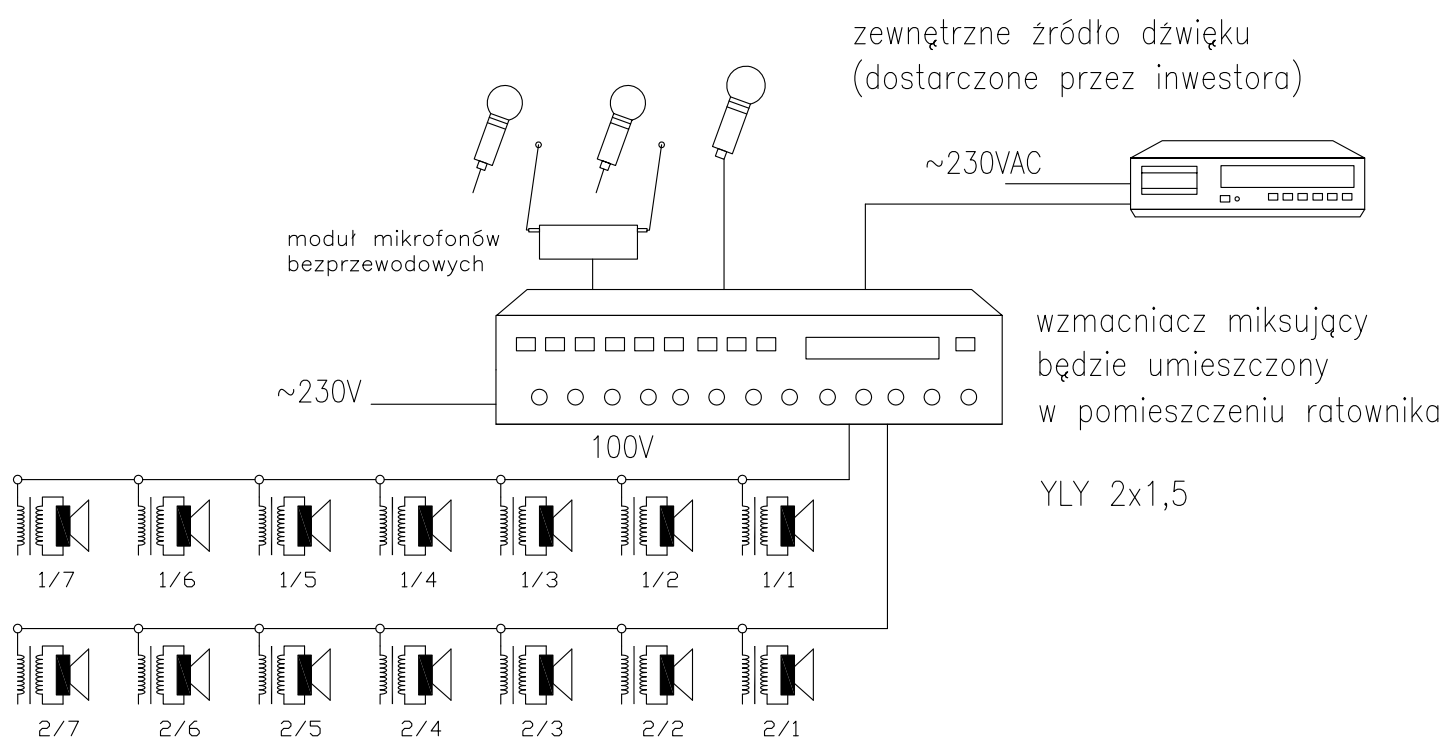 zewnętrzne źródło dźwięku
(dostarczone przez inwestora)
~230VAC
moduł mikrofonów
bezprzewodowych
wzmacniacz miksujący
będzie umieszczony
w pomieszczeniu ratownika
~230V
100V
YLY 2x1,5
1/7 1/6 1/5 1/4 1/3 1/2 1/1
2/7 2/6 2/5 2/4 2/3 2/2 2/1